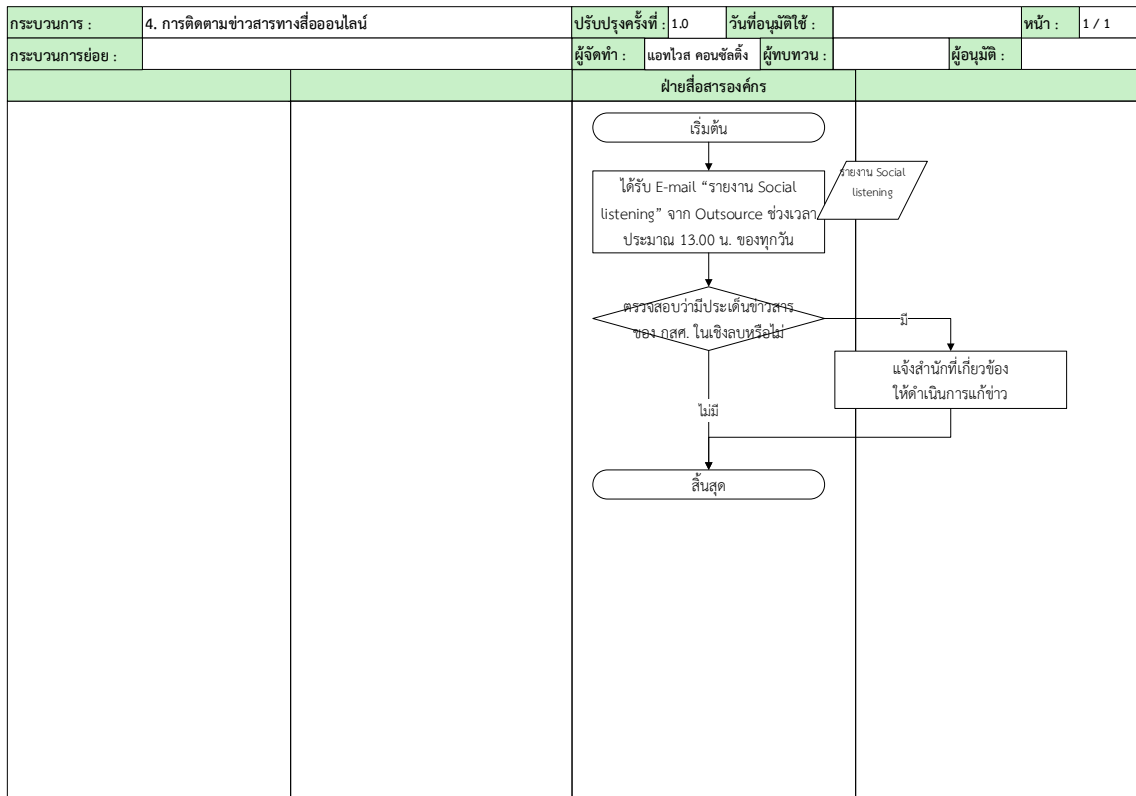 กระบวนการ : 4. การติดตามข่าวสารทางสื่อออนไลน์ ปรับปรุงครั้งที่ : 1.0 วันที่อนุมัติใช้ : หน้า : 1 / 1
กระบวนการย่อย : ผู้จัดทำ : แอทไวส คอนซัลติ้ง ผู้ทบทวน : ผู้อนุมัติ :
ฝ่ายสื่อสารองค์กร
เริ่มต้น
ได้รับ E-mail “รายงาน Social
listening” จาก Outsource ช่วงเวลา
ประมาณ 13.00 น. ของทุกวัน
รายงาน Social
listening
ตรวจสอบว่ามีประเด็นข่าวสาร
ของ กสศ. ในเชิงลบหรือไม่
มี
แจ้งสำนักที่เกี่ยวข้อง
ให้ดำเนินการแก้ข่าว
ไม่มี
สิ้นสุด